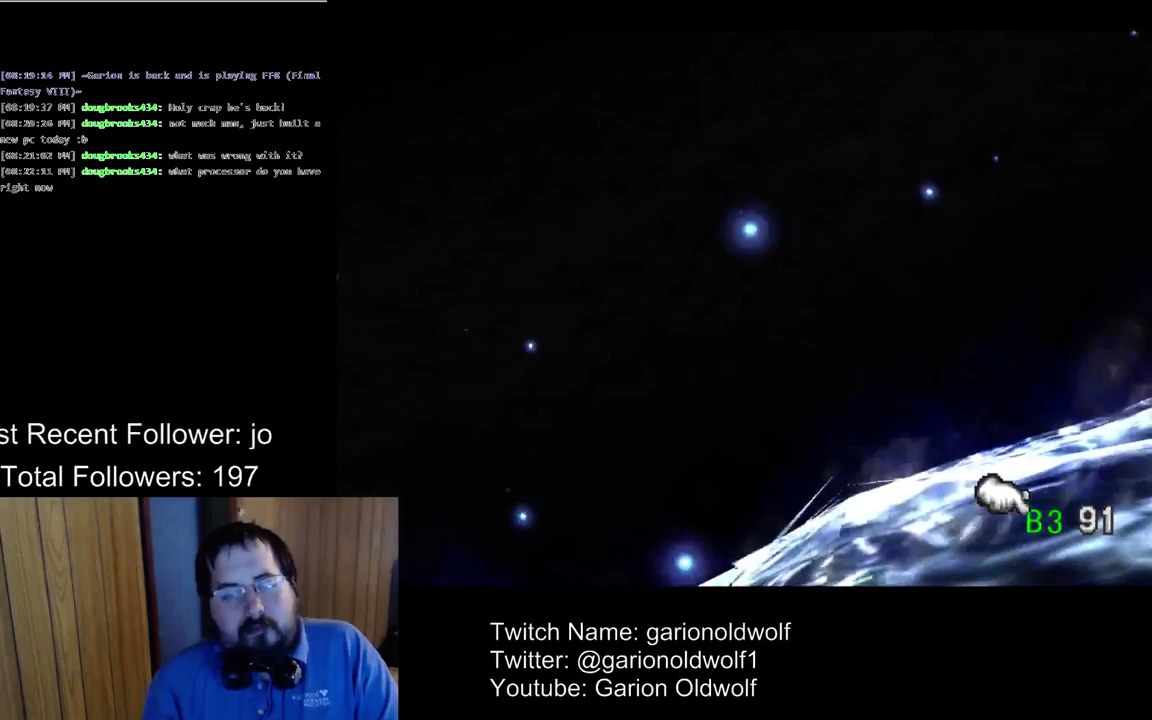 [08:19:14 PM] ~Garion is back and is playing FF8 (Final
Fantasy VIII)~
[08:19:37 PM] dougbrooks434: Holy crap he's back!
[08:20:26 PM] dougbrooks434: not much man, just built a
new pc today :b
[08:21:02 PM] dougbrooks434: what was wrong with it?
[08:22:11 PM] dougbrooks434: what processor do you have
right now
st Recent Follower: jo
Total Followers: 197
B3 91
Twitch Name: garionoldwolf
Twitter: @garionoldwolf1
Youtube: Garion Oldwolf